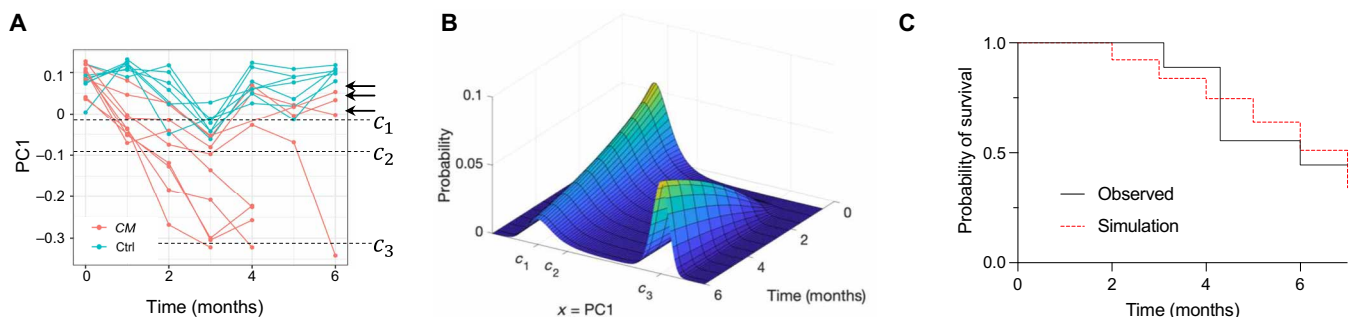 A
PC1
0.1
0
–0.1
–0.2
–0.3
CM
Ctrl
c1
c2
c3
0
2
4
6
Time (months)
B
Probability
0.1
0.05
0
c1
c2
c3
x = PC1
6
4
2
0
Time (months)
C
Probability of survival
1.0
0.5
0.0
Observed
Simulation
0
2
4
6
Time (months)